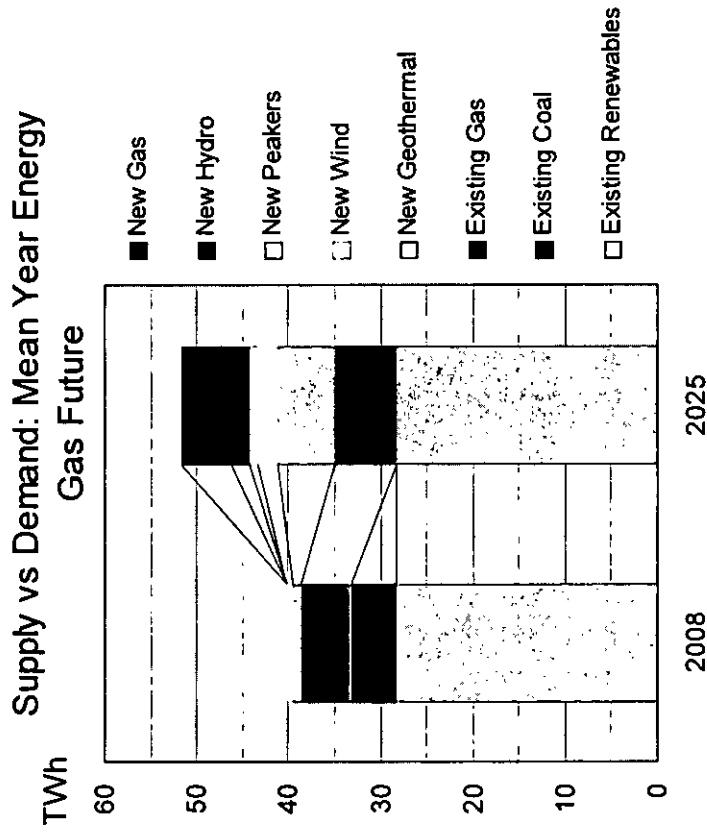 Supply vs Demand: Mean Year Energy
Gas Future
TWh
60
50
40
30
20
10
0
2008
2025
New Gas
New Hydro
New Peakers
New Wind
New Geothermal
Existing Gas
Existing Coal
Existing Renewables